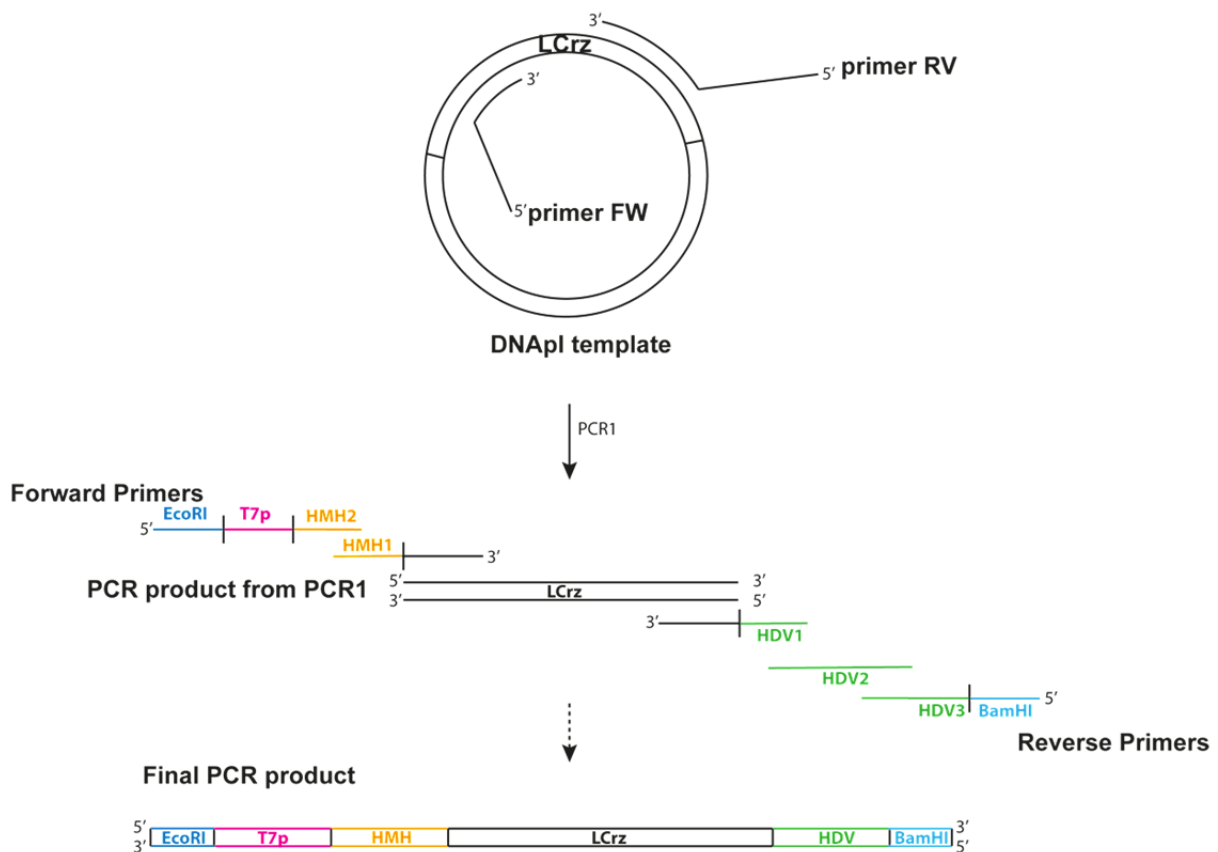 3’
LCrz
5’ primer RV
3’
5’ primer FW
DNApl template
PCR1
Forward Primers
EcoRI T7p HMH2
5’
HMH1 3’
PCR product from PCR1 5’ 3’
LCrz
3’ 5’
3’ HDV1
HDV2
HDV3 BamHI 5’
Reverse Primers
Final PCR product
5’ 3’
EcoRI T7p HMH LCrz HDV BamHI
3’ 5’